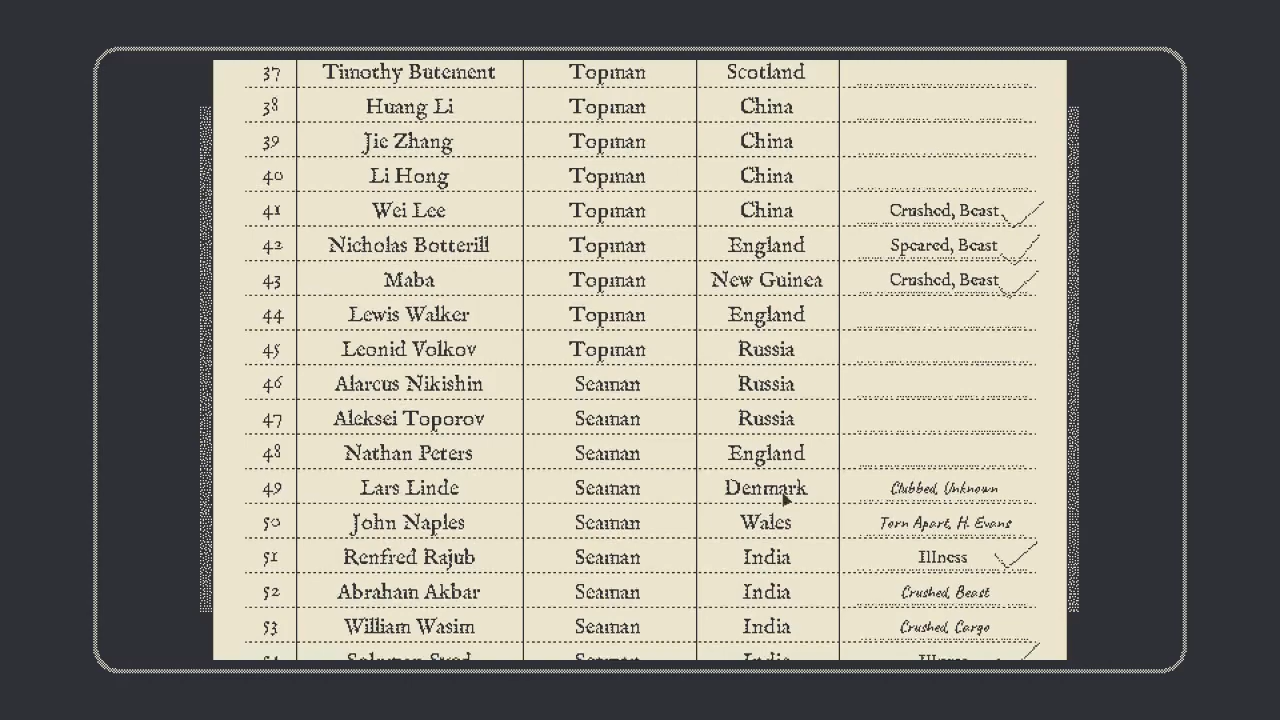 37 Timothy Butement Topman Scotland
38 Huang Li Topman China
39 Jie Zhang Topman China
40 Li Hong Topman China
41 Wei Lee Topman China Crushed, Beast
42 Nicholas Botterill Topman England Speared, Beast
43 Maba Topman New Guinea Crushed, Beast
44 Lewis Walker Topman England
45 Leonid Volkov Topman Russia
46 Alarcus Nikishin Seaman Russia
47 Aleksei Toporov Seaman Russia
48 Nathan Peters Seaman England
49 Lars Linde Seaman Denmark Clubbed, Unknown
50 John Naples Seaman Wales Torn Apart, H. Evans
51 Renfred Rajub Seaman India Illness
52 Abraham Akbar Seaman India Crushed, Beast
53 William Wasim Seaman India Crushed, Cargo
Seaman India Illness